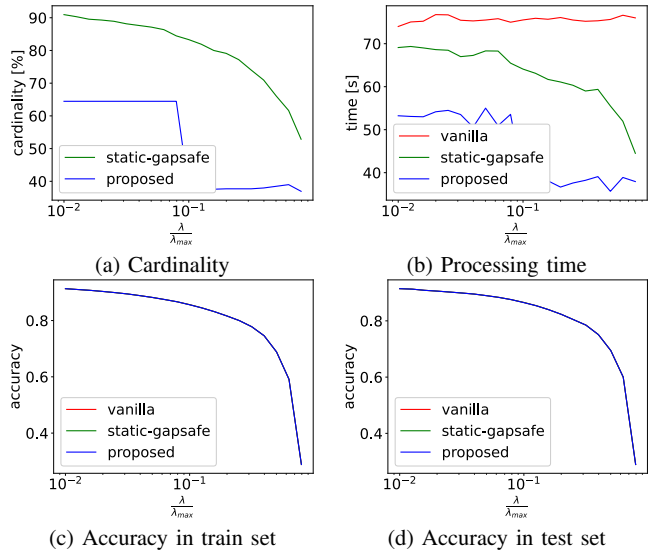 cardinality [%]
90
80
70
60
50
40
static-gapsafe
proposed
10⁻²
10⁻¹
λ
λmax
(a) Cardinality
time [s]
70
60
50
40
vanilla
static-gapsafe
proposed
10⁻²
10⁻¹
λ
λmax
(b) Processing time
accuracy
0.8
0.6
0.4
vanilla
static-gapsafe
proposed
10⁻²
10⁻¹
λ
λmax
(c) Accuracy in train set
accuracy
0.8
0.6
0.4
vanilla
static-gapsafe
proposed
10⁻²
10⁻¹
λ
λmax
(d) Accuracy in test set